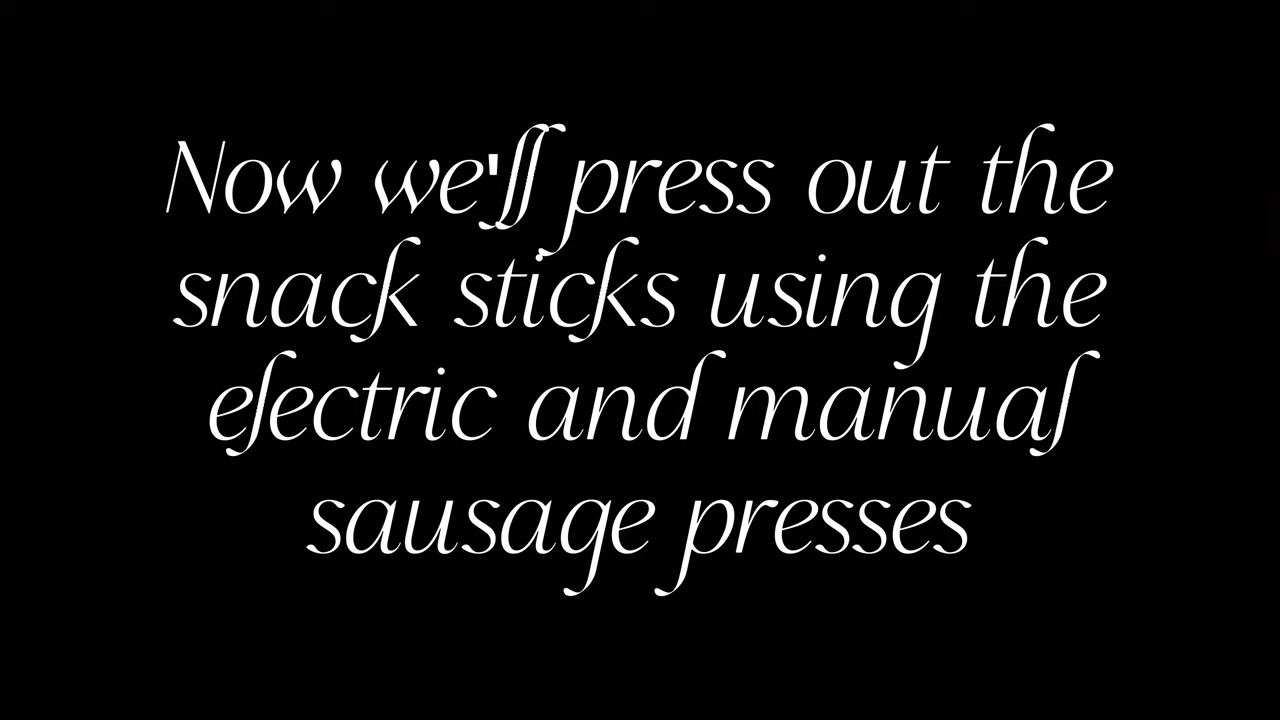 Now we'll press out the
snack sticks using the
electric and manual
sausage presses